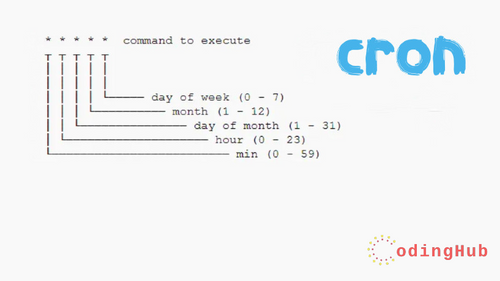 * * * * * command to execute
cron
day of week (0 - 7)
month (1 - 12)
day of month (1 - 31)
hour (0 - 23)
min (0 - 59)
CodingHub